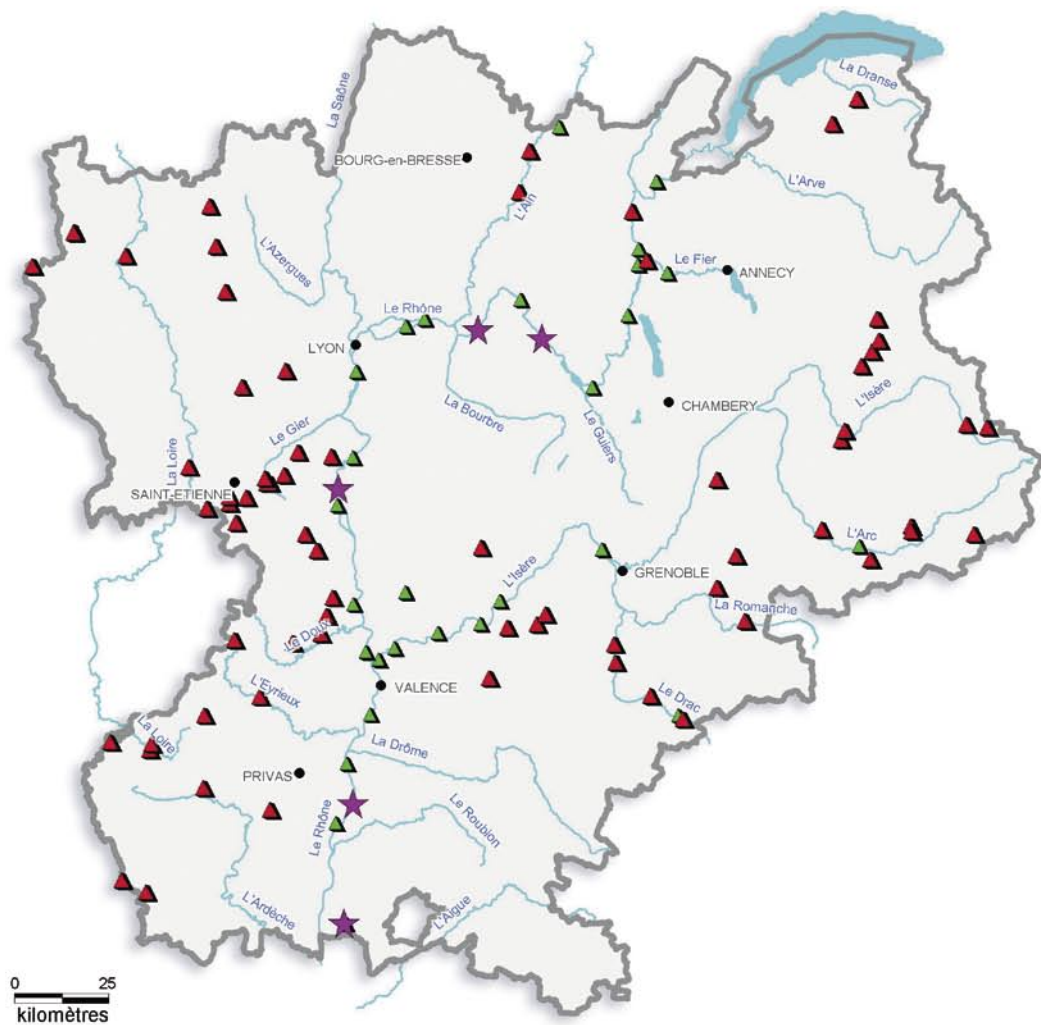 La Dranse
La Saône
BOURG-en-BRESSE
L'Ain
L'Arve
L'Azergues
Le Fier
ANNECY
Le Rhône
LYON
L'Isère
La Bourbre
CHAMBERY
Le Guiers
Le Gier
La Loire
SAINT-ETIENNE
L'Arc
L'Isère
GRENOBLE
La Romanche
Le Doux
VALENCE
L'Eyrieux
Le Drac
La Loire
La Drôme
PRIVAS
Le Rhône
Le Roubion
L'Ardèche
L'Aigue
0 25
kilomètres